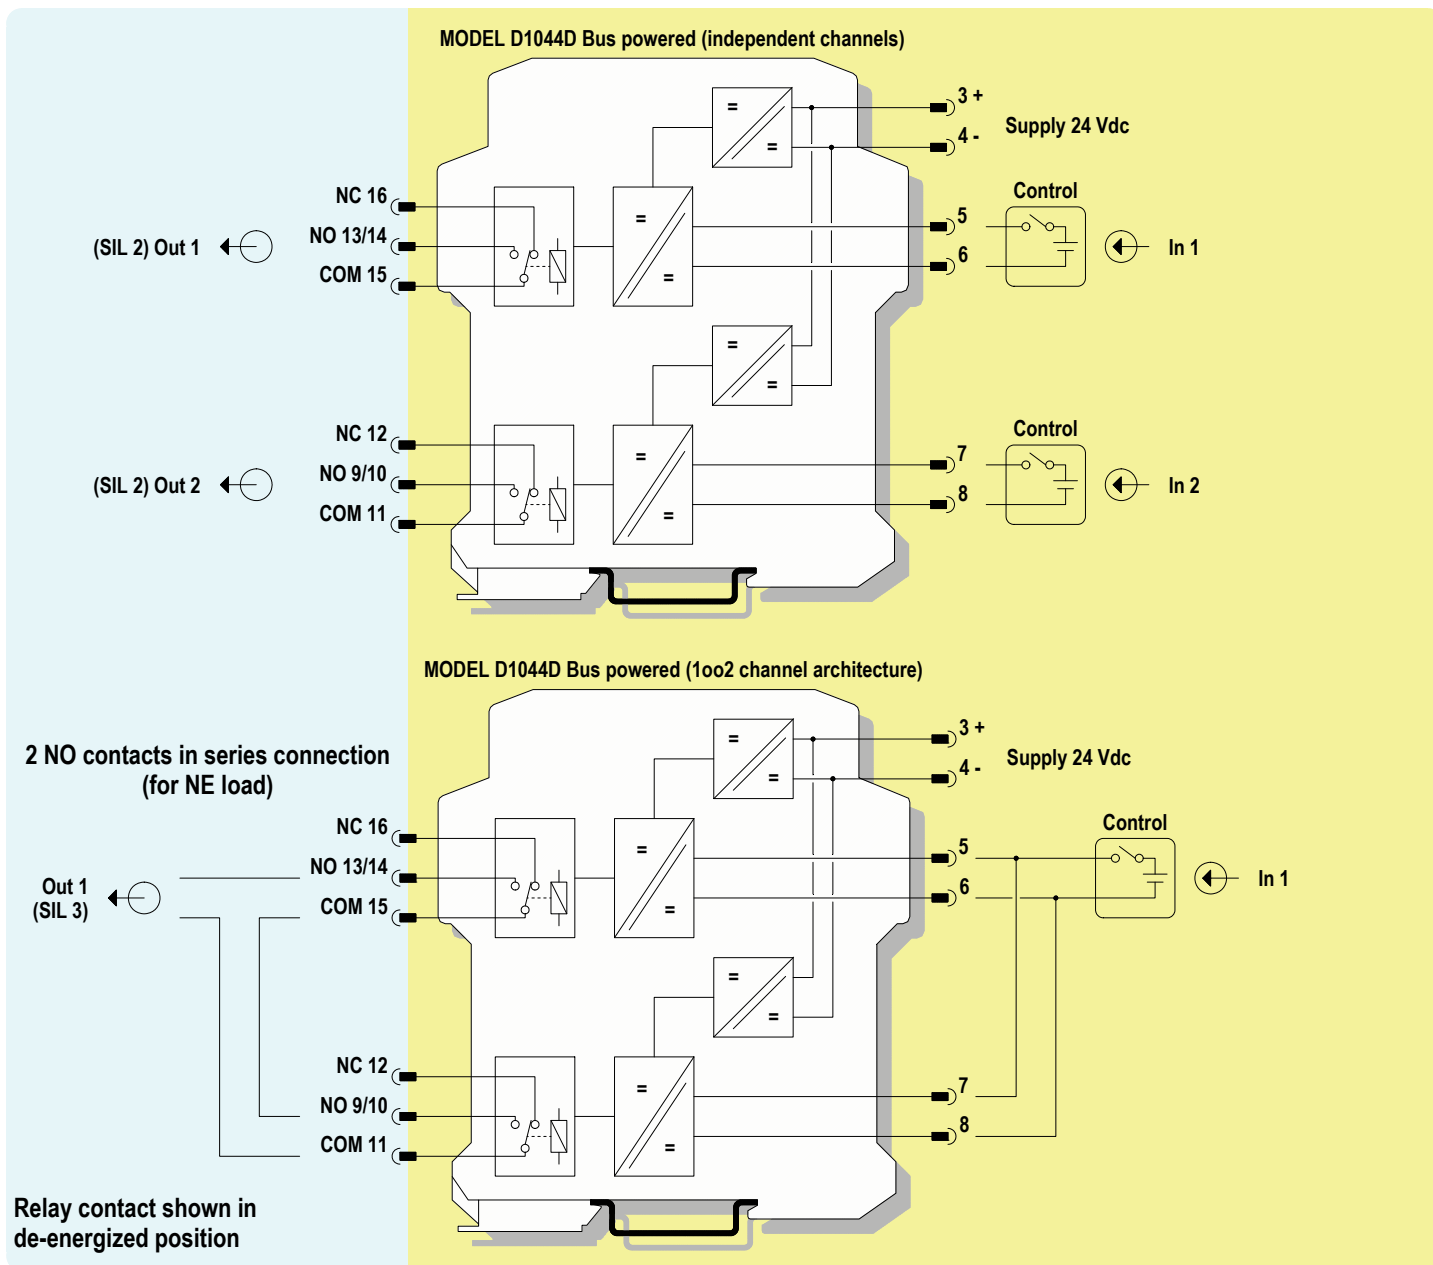 MODEL D1044D Bus powered (independent channels)
3 +
4 -
Supply 24 Vdc
NC 16
NO 13/14
COM 15
(SIL 2) Out 1
5
6
Control
In 1
NC 12
NO 9/10
COM 11
(SIL 2) Out 2
7
8
Control
In 2
= = = = = = = =
MODEL D1044D Bus powered (1oo2 channel architecture)
3 +
4 -
Supply 24 Vdc
2 NO contacts in series connection
(for NE load)
NC 16
NO 13/14
COM 15
Out 1
(SIL 3)
5
6
Control
In 1
NC 12
NO 9/10
COM 11
7
8
= = = = = = = =
Relay contact shown in
de-energized position